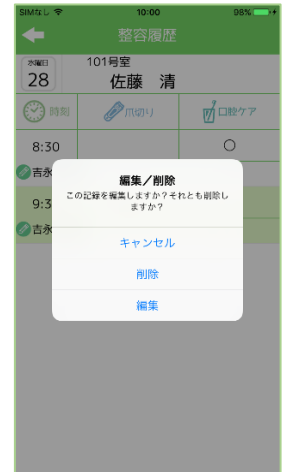 SIMなし 10:00 98%
整容履歴
水曜日 101号室
28 佐藤 清
時刻 爪切り 口腔ケア
8:30 ○
吉永
編集／削除
この記録を編集しますか？それとも削除し
ますか？
9:3
吉永
キャンセル
削除
編集